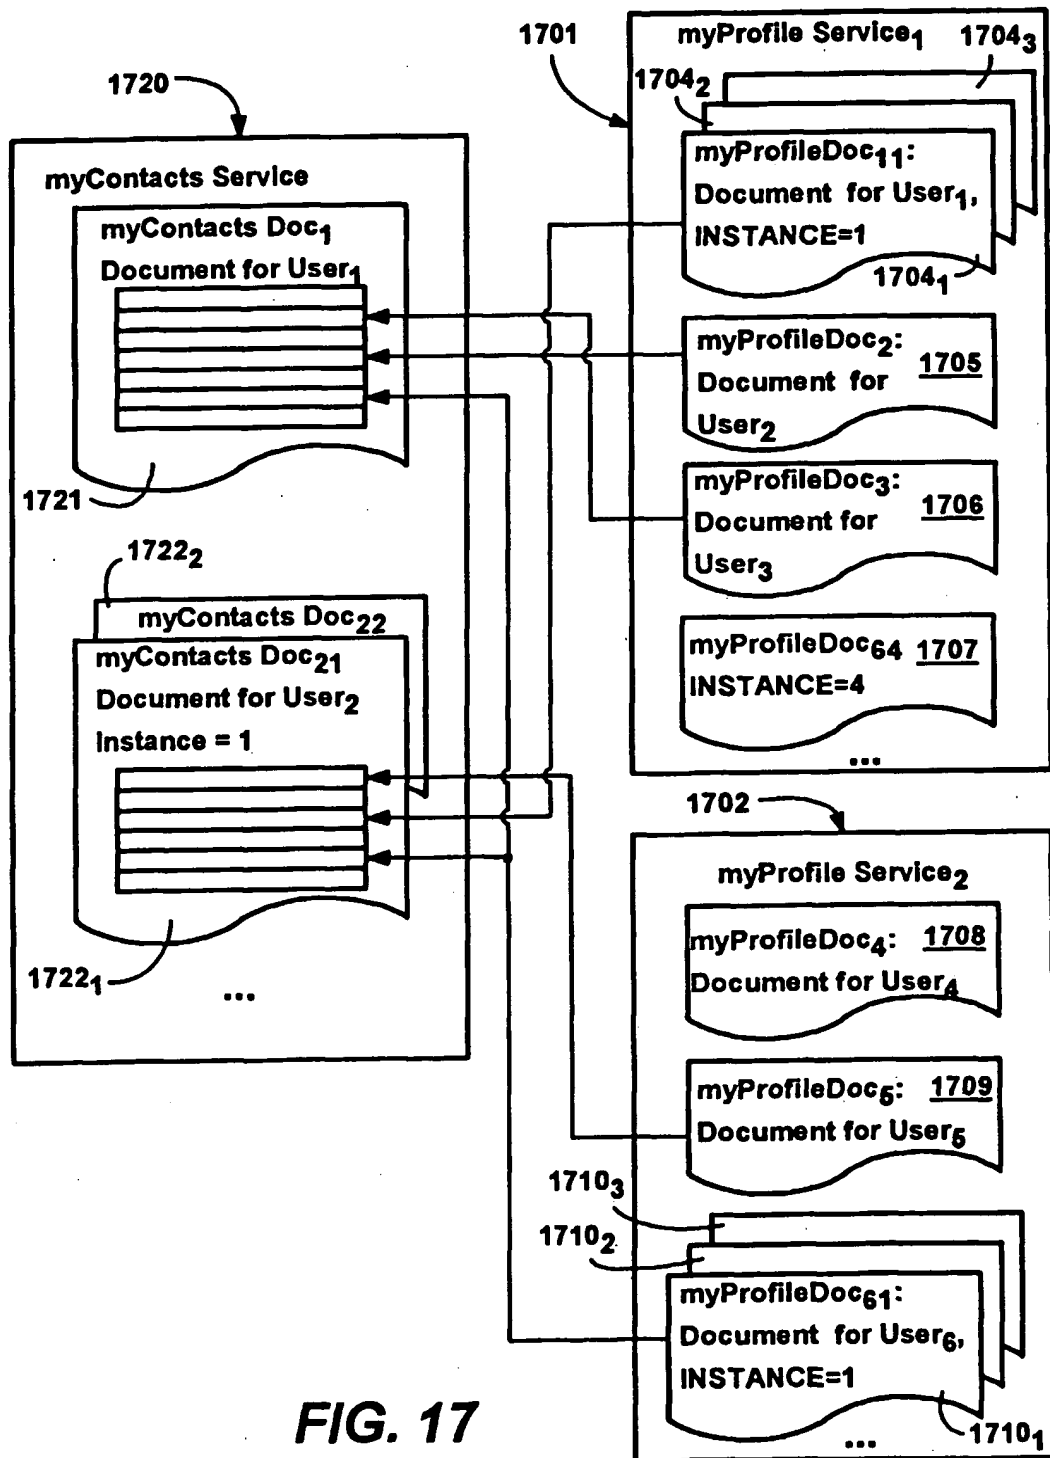 1720
myContacts Service
myContacts Doc1
Document for User1
1721
17222
myContacts Doc22
myContacts Doc21
Document for User2
Instance = 1
17221
...
1701
myProfile Service1
17043
17042
myProfileDoc11:
Document for User1,
INSTANCE=1
17041
myProfileDoc2:
1705
Document for
User2
myProfileDoc3:
1706
Document for
User3
myProfileDoc64
1707
INSTANCE=4
...
1702
myProfile Service2
myProfileDoc4:
1708
Document for User4
myProfileDoc5:
1709
Document for User5
17103
17102
myProfileDoc61:
Document for User6,
INSTANCE=1
17101
...
FIG. 17